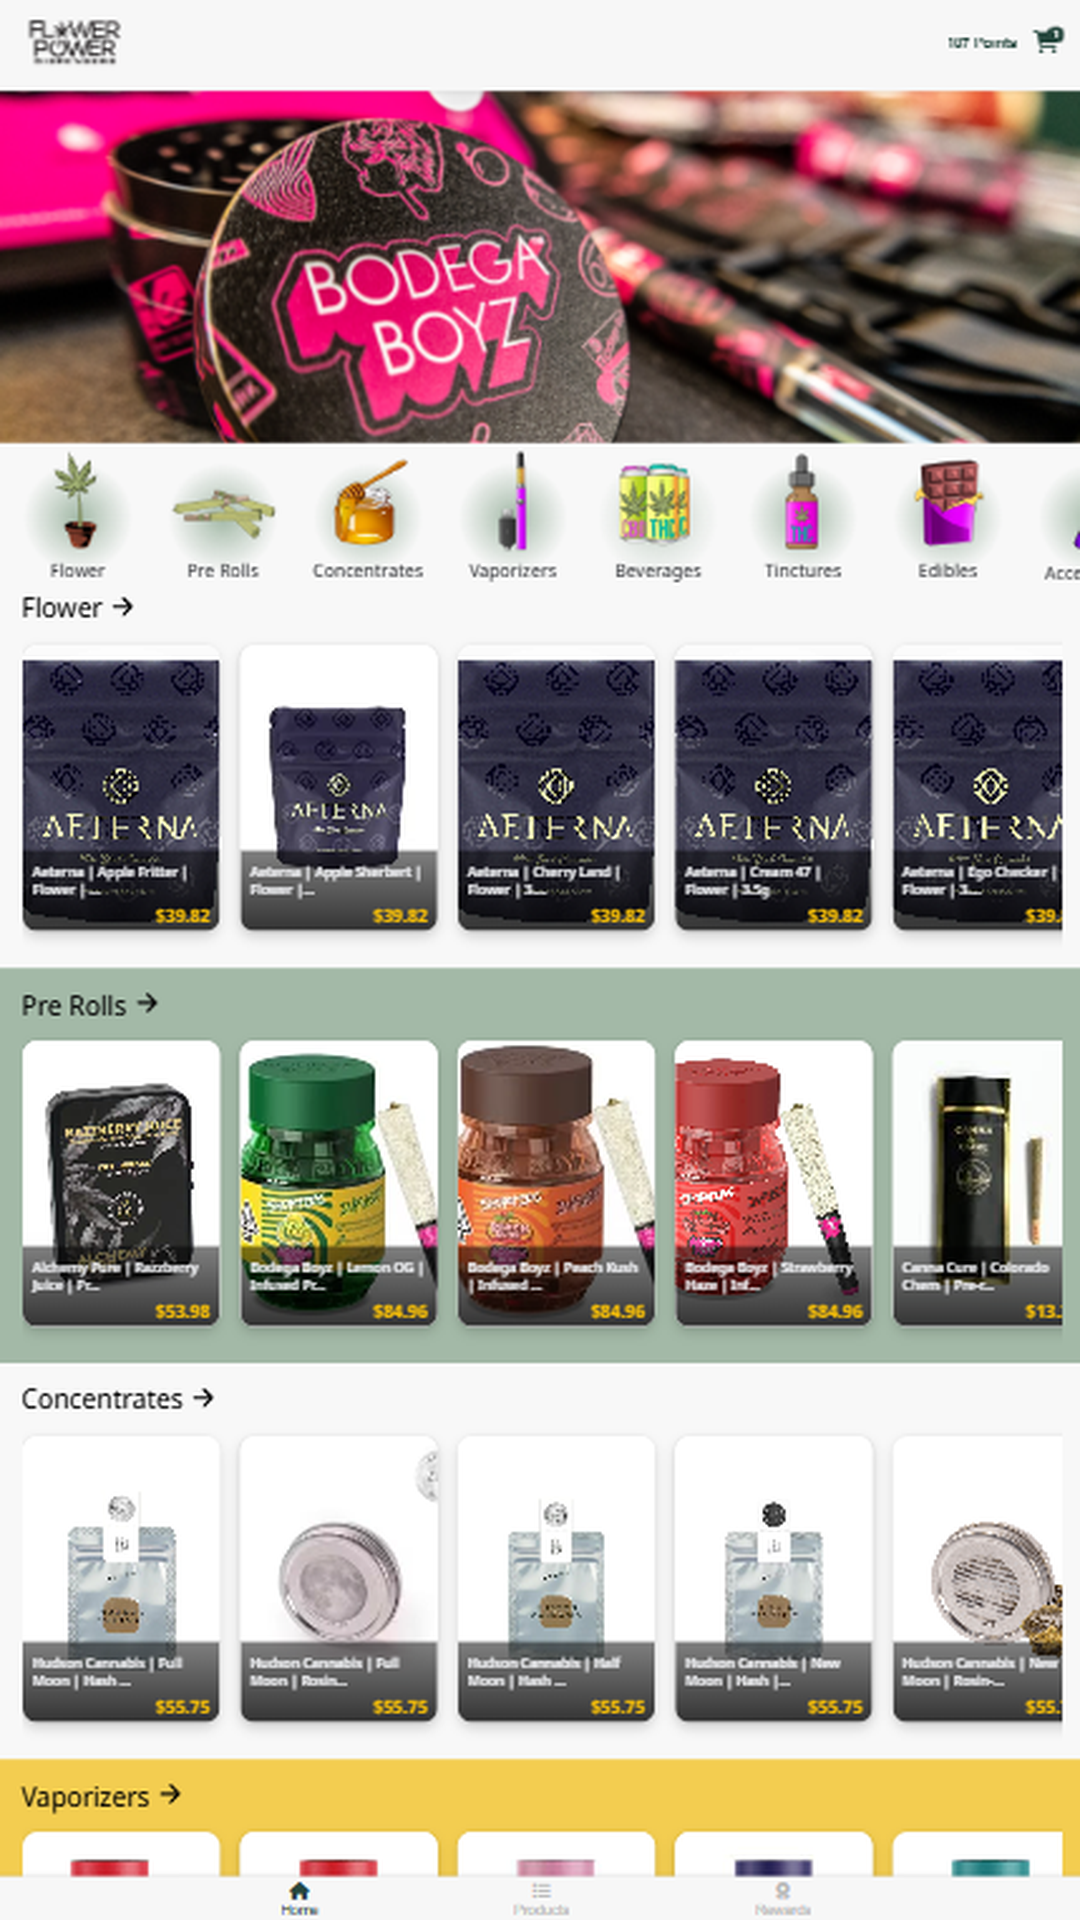 FLOWER
POWER
107 Points
1
BODEGA
BOYZ
Flower
Pre Rolls
Concentrates
Vaporizers
Beverages
Tinctures
Edibles
Acce
Flower →
AETERNA
AETERNA
AETERNA
AETERNA
AETERNA
Aeterna | Apple Fritter |
Flower |...
$39.82
Aeterna | Apple Sherbert |
Flower |...
$39.82
Aeterna | Cherry Land |
Flower | 3....
$39.82
Aeterna | Cream 47 |
Flower | 3.5g
$39.82
Aeterna | Ego Checker |
Flower | 3....
$39.
Pre Rolls →
Alchemy Pure | Razzberry
Juice | Pr...
$53.98
Bodega Boyz | Lemon OG |
Infused Pr...
$84.96
Bodega Boyz | Peach Kush
| Infused ...
$84.96
Bodega Boyz | Strawberry
Haze | Inf...
$84.96
Canna Cure | Colorado
Chem | Pre-r...
$13.
Concentrates →
Hudson Cannabis | Full
Moon | Hash ...
$55.75
Hudson Cannabis | Full
Moon | Rosin...
$55.75
Hudson Cannabis | Half
Moon | Hash ...
$55.75
Hudson Cannabis | New
Moon | Hash |...
$55.75
Hudson Cannabis | New
Moon | Rosin-...
$55.
Vaporizers →
Home
Products
Rewards